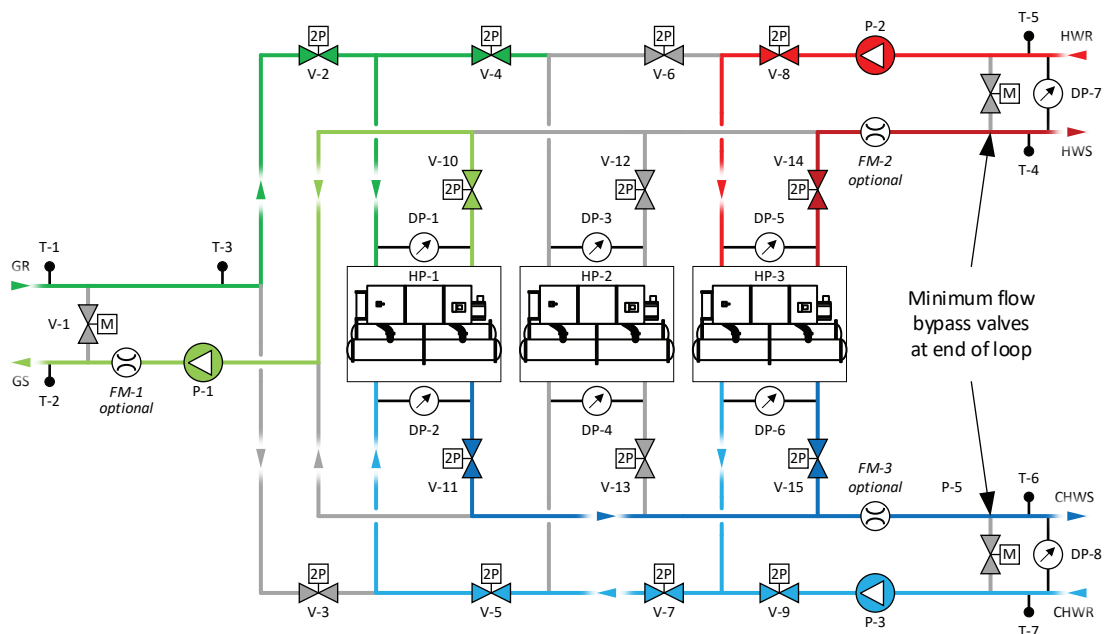 2P
2P
2P
2P
P-2
T-5
HWR
V-2
V-4
V-6
V-8
M
DP-7
V-10
2P
V-12
2P
V-14
2P
FM-2
optional
T-4
HWS
DP-1
DP-3
DP-5
T-1
T-3
GR
HP-1
HP-2
HP-3
V-1
M
Minimum flow
bypass valves
at end of loop
GS
T-2
FM-1
optional
P-1
DP-2
DP-4
DP-6
2P
V-11
2P
V-13
2P
V-15
FM-3
optional
P-5
T-6
CHWS
M
DP-8
2P
2P
2P
2P
V-3
V-5
V-7
V-9
P-3
T-7
CHWR